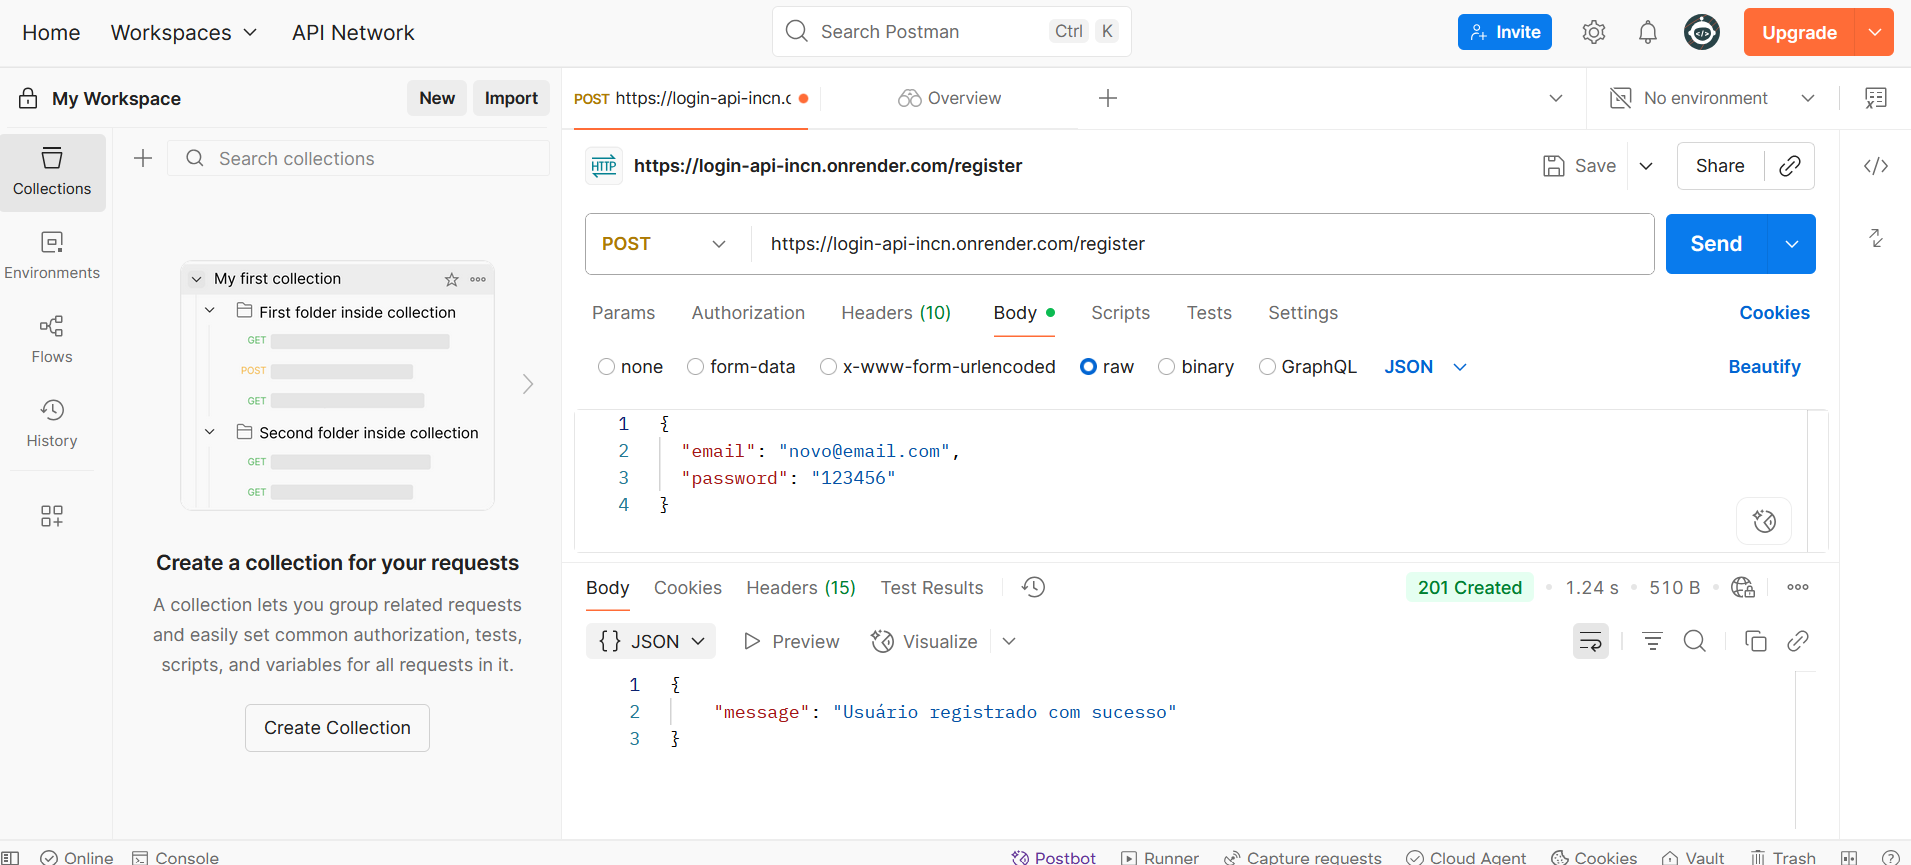 Home Workspaces API Network Search Postman Ctrl K Invite Upgrade
My Workspace New Import POST https://login-api-incn.c Overview No environment
Collections
Environments
Flows
History
Search collections
My first collection
First folder inside collection
GET
POST
GET
Second folder inside collection
GET
GET
Create a collection for your requests
A collection lets you group related requests
and easily set common authorization, tests,
scripts, and variables for all requests in it.
Create Collection
HTTP https://login-api-incn.onrender.com/register Save Share
POST https://login-api-incn.onrender.com/register Send
Params Authorization Headers (10) Body Scripts Tests Settings Cookies
none form-data x-www-form-urlencoded raw binary GraphQL JSON Beautify
1 {
2 "email": "novo@email.com",
3 "password": "123456"
4 }
Body Cookies Headers (15) Test Results 201 Created 1.24 s 510 B
{} JSON Preview Visualize
1 {
2 "message": "Usuário registrado com sucesso"
3 }
Online Console Postbot Runner Capture requests Cloud Agent Cookies Vault Trash